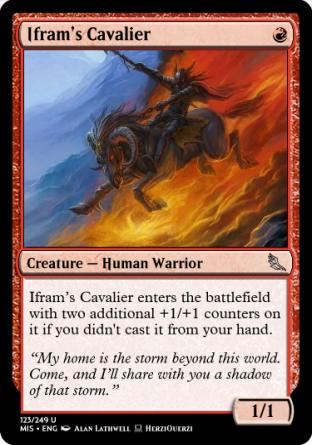 Ifram's Cavalier
Creature — Human Warrior
Ifram's Cavalier enters the battlefield
with two additional +1/+1 counters on
it if you didn't cast it from your hand.
“My home is the storm beyond this world.
Come, and I'll share with you a shadow
of that storm.”
1/1
123/249 U
MIS • ENG Alan Lathwell HerziQuerzi